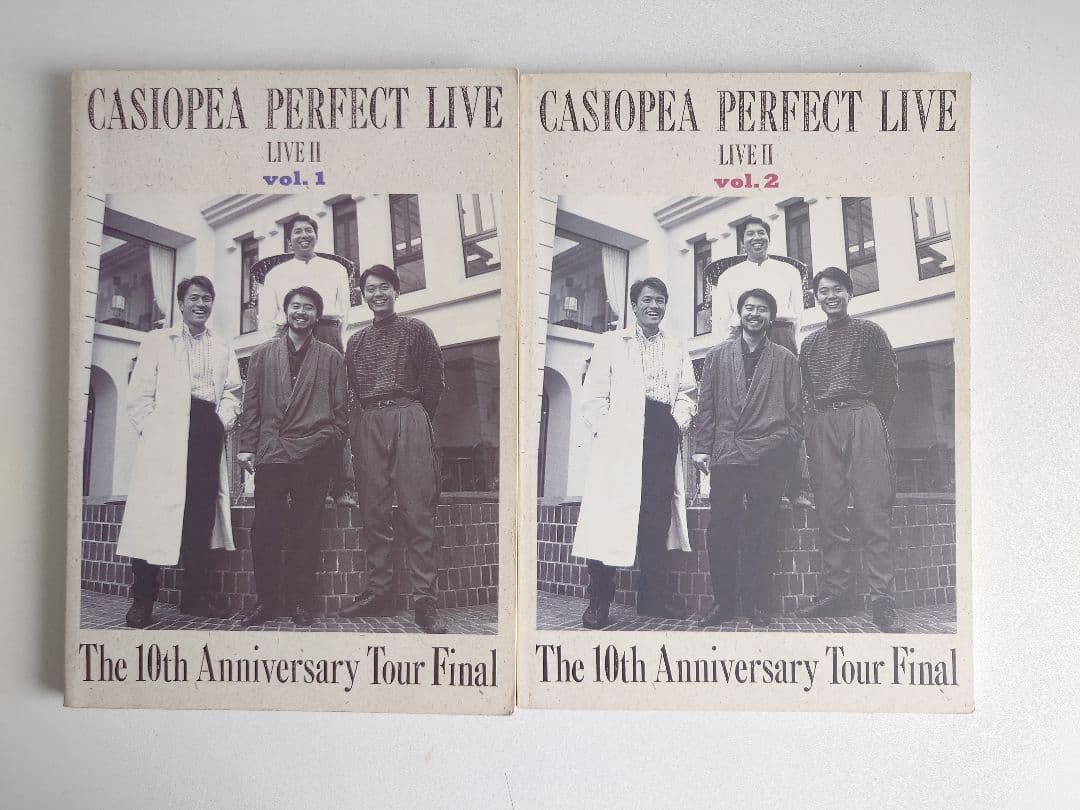 CASIOPEA PERFECT LIVE
LIVE II
vol. 1
The 10th Anniversary Tour Final
CASIOPEA PERFECT LIVE
LIVE II
vol. 2
The 10th Anniversary Tour Final